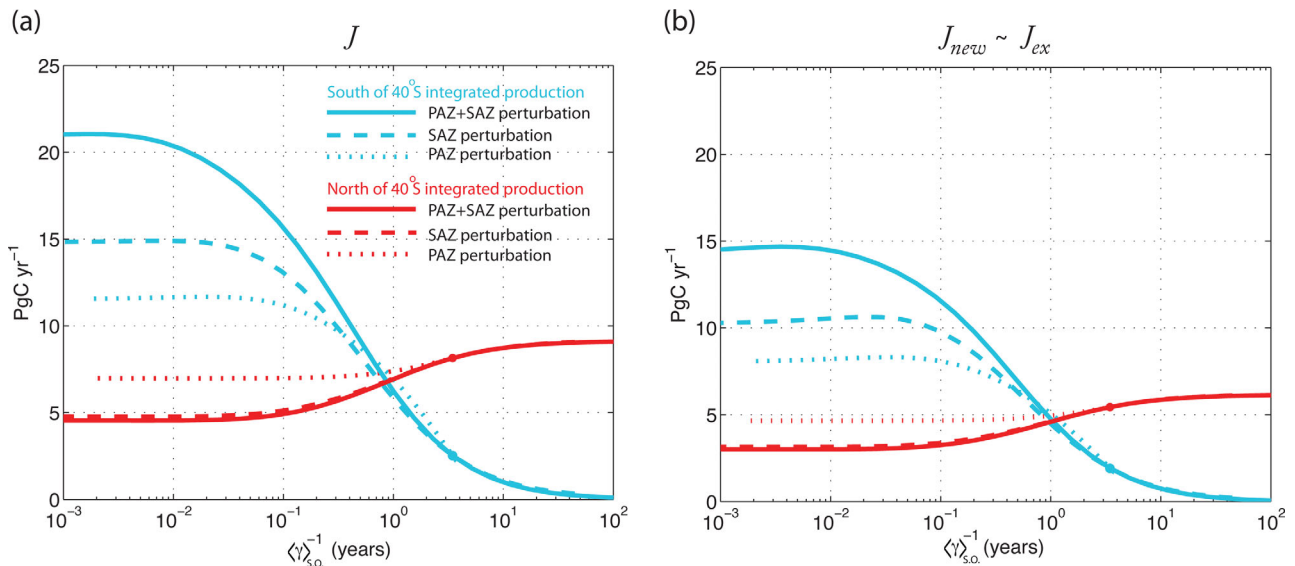 (a)
J
25
20
15
10
5
0
PgC yr⁻¹
South of 40°S integrated production
PAZ+SAZ perturbation
SAZ perturbation
PAZ perturbation
North of 40°S integrated production
PAZ+SAZ perturbation
SAZ perturbation
PAZ perturbation
10⁻³ 10⁻² 10⁻¹ 10⁰ 10¹ 10²
⟨γ⟩⁻¹s.o. (years)
(b)
Jnew ~ Jex
25
20
15
10
5
0
PgC yr⁻¹
10⁻³ 10⁻² 10⁻¹ 10⁰ 10¹ 10²
⟨γ⟩⁻¹s.o. (years)